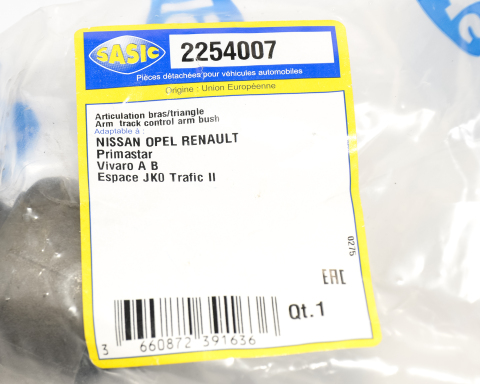 SASIC
2254007
Pièces détachées pour véhicules automobiles
Origine : Union Européenne
Articulation bras/triangle
Arm track control arm bush
Adaptable à :
NISSAN OPEL RENAULT
Primastar
Vivaro A B
Espace JK0 Trafic II
0275
EAC
Qt.1
3 660872 391636